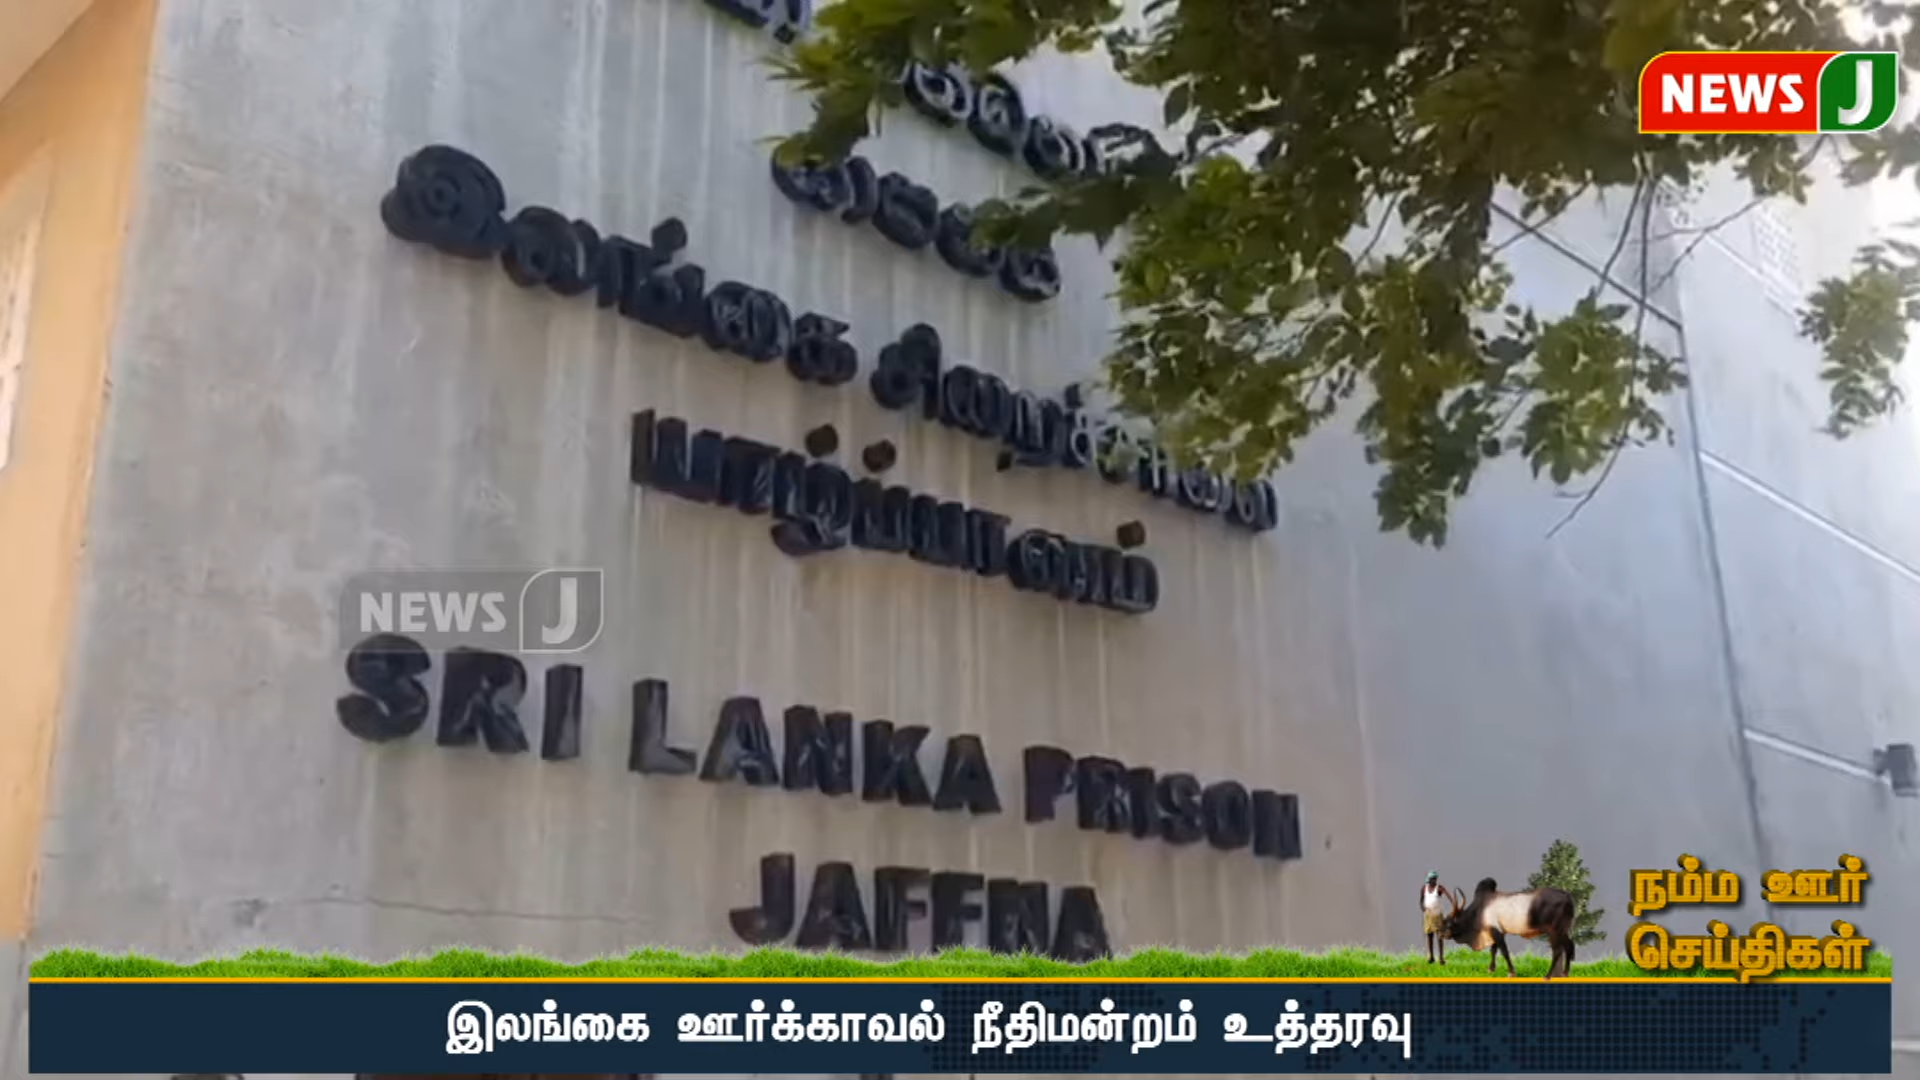 NEWS J
இலங்கை சிறைச்சாலை
யாழ்ப்பாணம்
NEWS J
SRI LANKA PRISON
JAFFNA
நம்ம ஊர்
செய்திகள்
இலங்கை ஊர்க்காவல் நீதிமன்றம் உத்தரவு